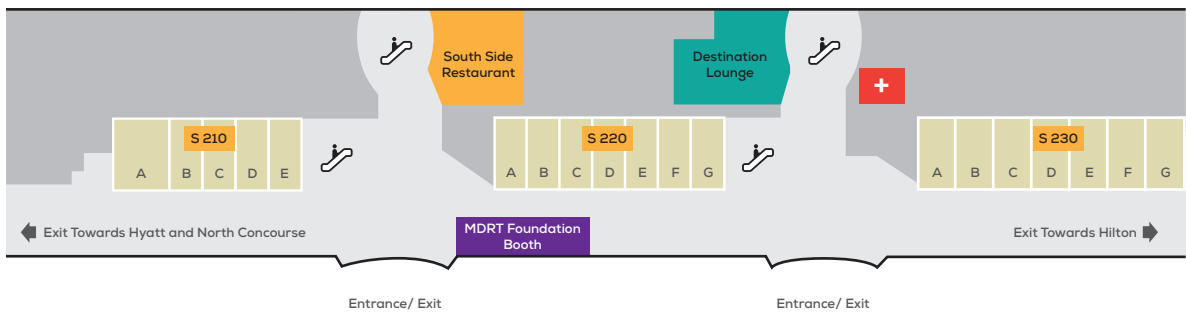 South Side
Restaurant
Destination
Lounge
+
S 210
A B C D E
S 220
A B C D E F G
S 230
A B C D E F G
Exit Towards Hyatt and North Concourse
MDRT Foundation
Booth
Exit Towards Hilton
Entrance/ Exit
Entrance/ Exit